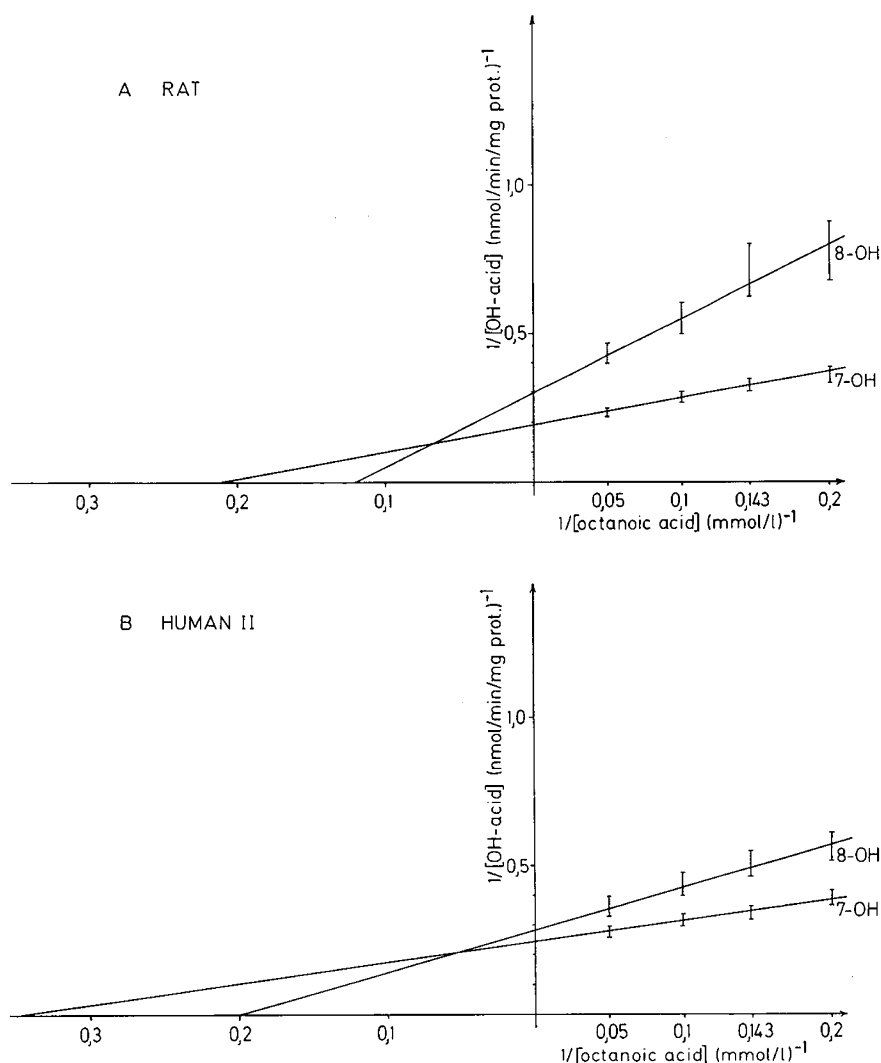 A RAT
1/[OH-acid] (nmol/min/mg prot.)⁻¹
1,0
0,5
8-OH
7-OH
0,3 0,2 0,1 0,05 0,1 0,143 0,2
1/[octanoic acid] (mmol/l)⁻¹
B HUMAN II
1/[OH-acid] (nmol/min/mg prot.)⁻¹
1,0
0,5
8-OH
7-OH
0,3 0,2 0,1 0,05 0,1 0,143 0,2
1/[octanoic acid] (mmol/l)⁻¹